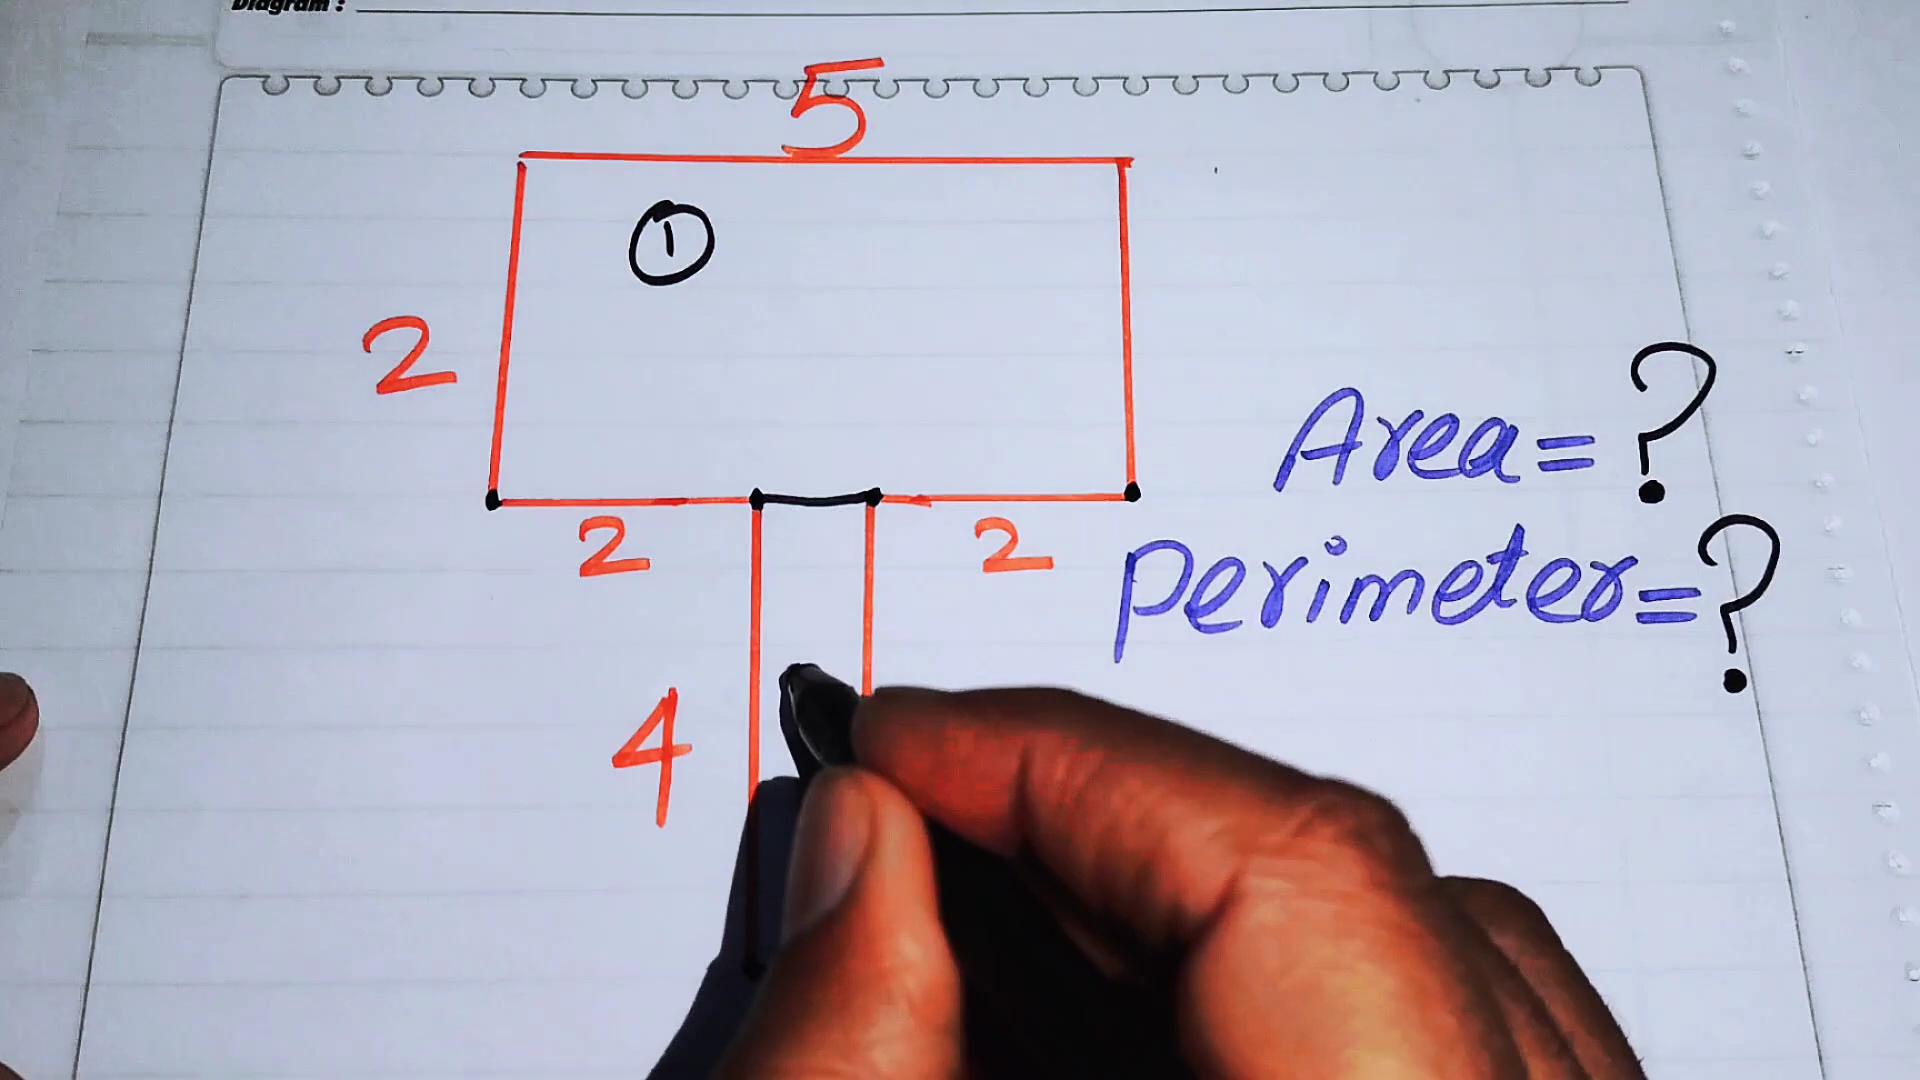 Diagram :
5
1
2
Area = ?
2
2
Perimeter = ?
4